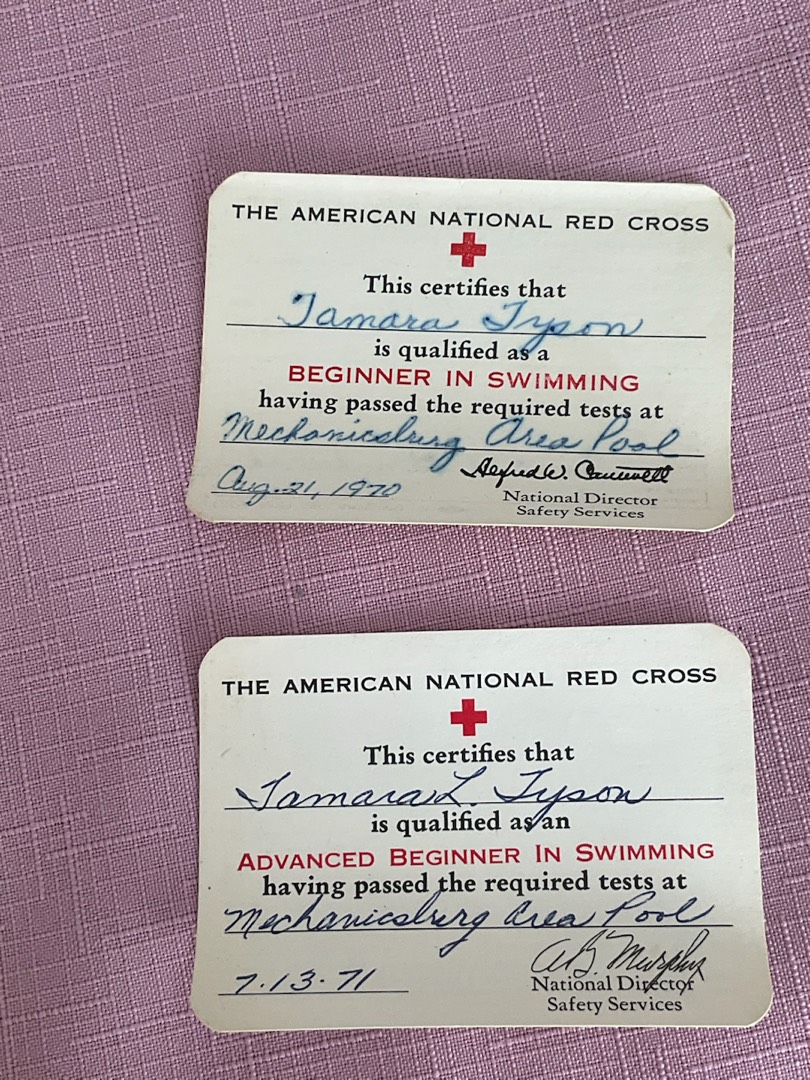 THE AMERICAN NATIONAL RED CROSS
This certifies that
Tamara Tyson
is qualified as a
BEGINNER IN SWIMMING
having passed the required tests at
Mechanicsburg Area Pool
Aug. 21, 1970
Alfred W. Cantwell
National Director
Safety Services
THE AMERICAN NATIONAL RED CROSS
This certifies that
Tamara L. Tyson
is qualified as an
ADVANCED BEGINNER IN SWIMMING
having passed the required tests at
Mechanicsburg Area Pool
7.13.71
Murphy
National Director
Safety Services